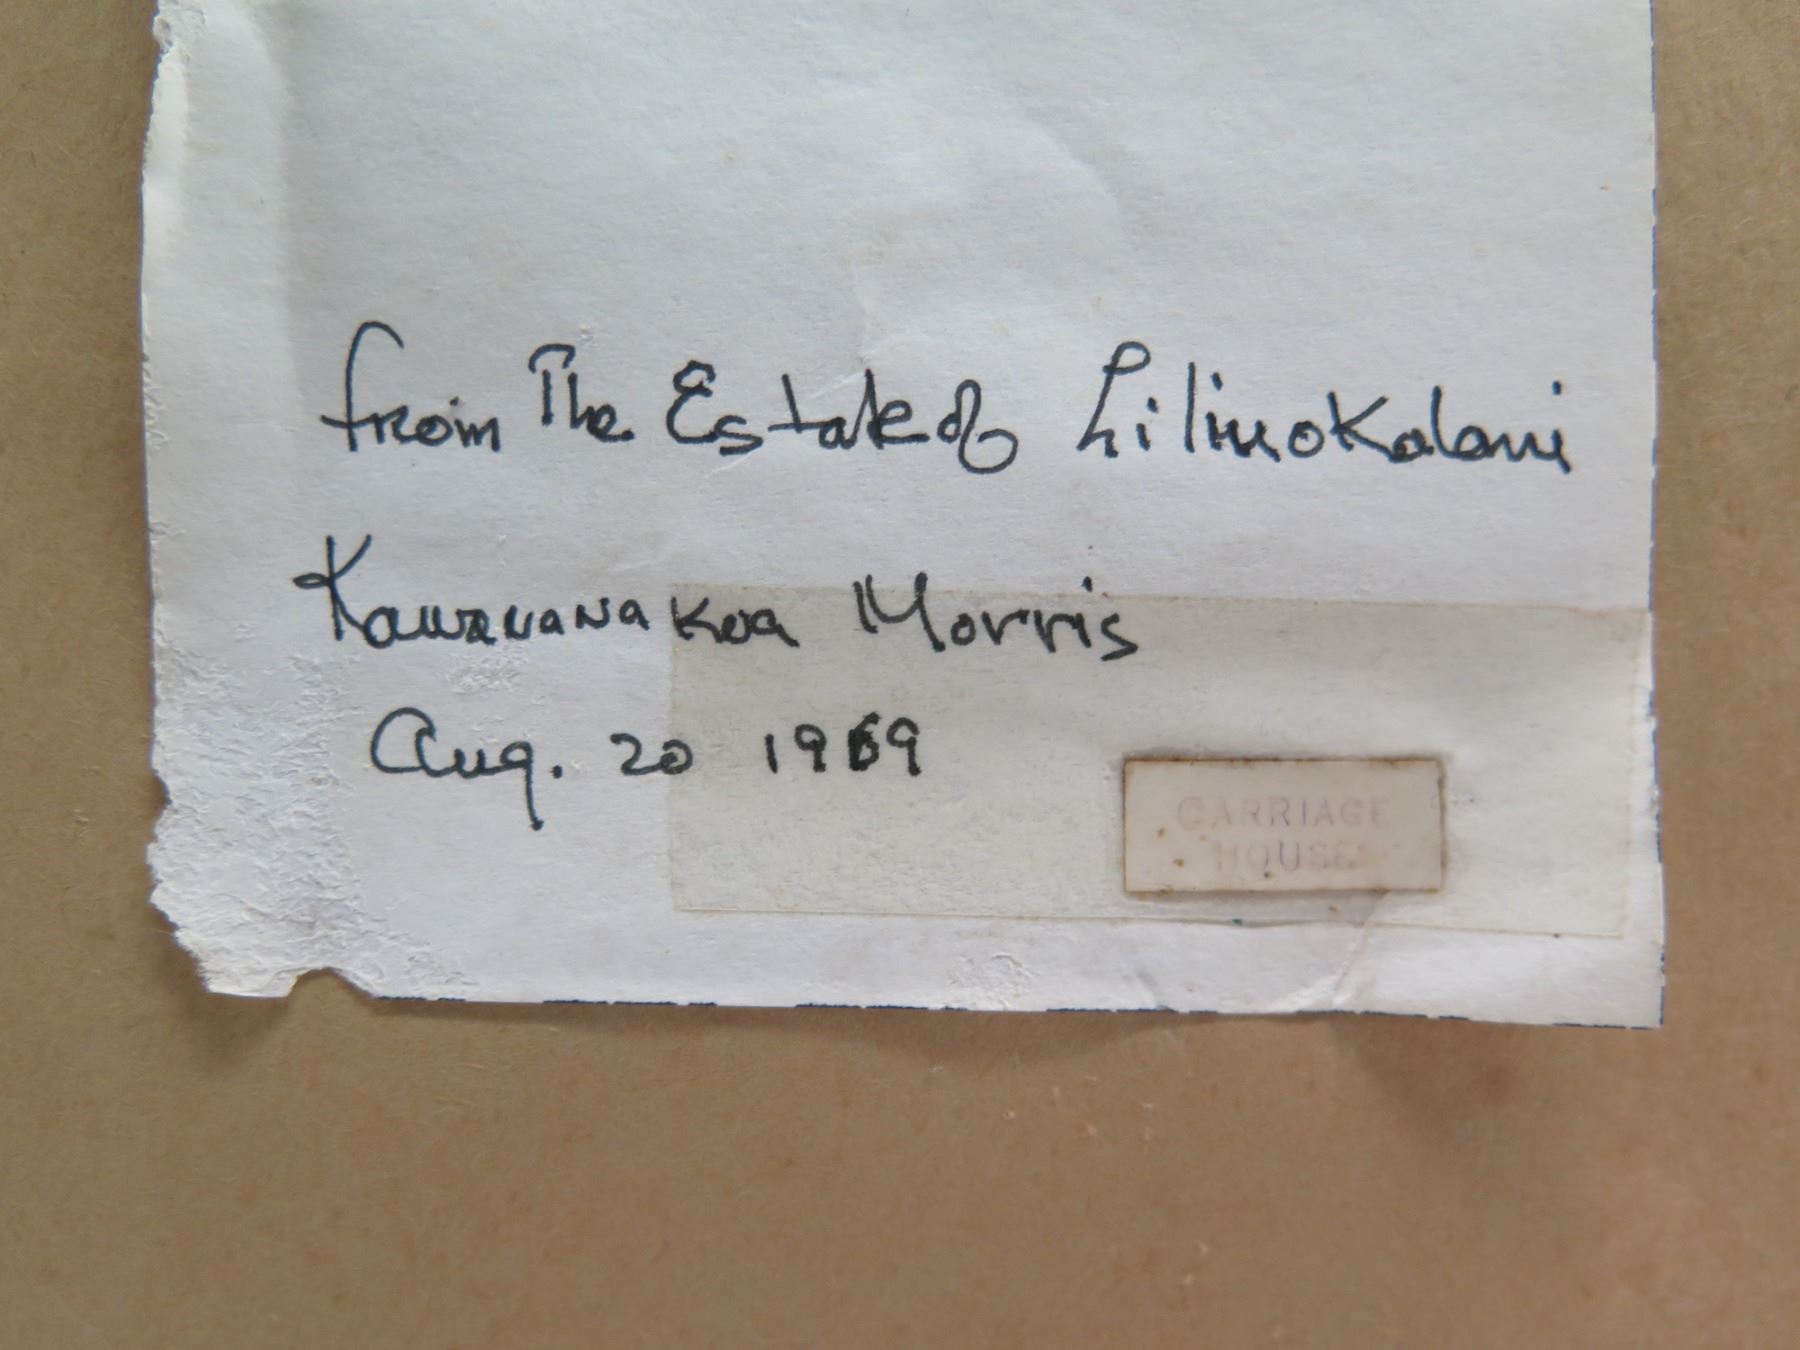 from The Estate of Liliuokalani
Kawananakoa Morris
Aug. 20 1969
CARRIAGE
HOUSE